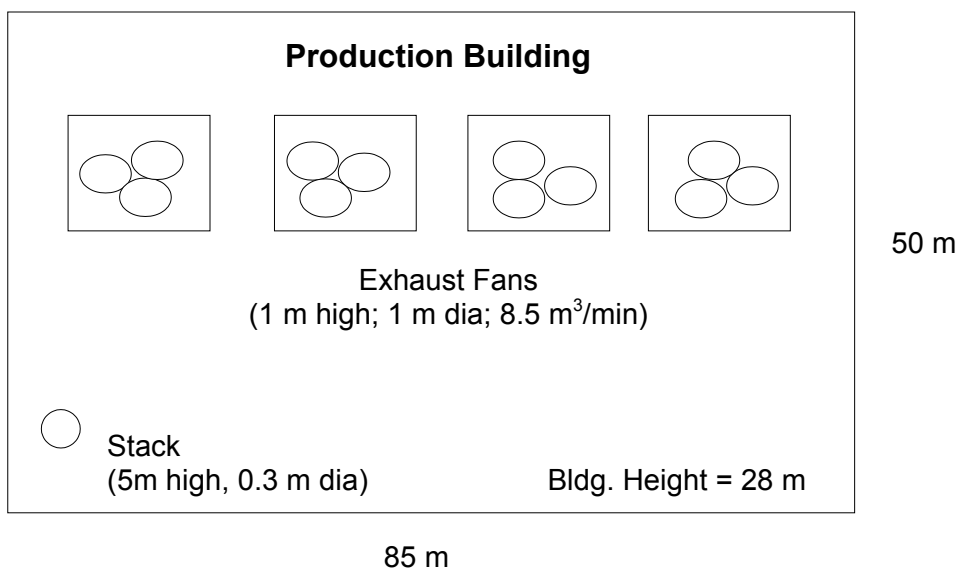 Production Building
50 m
Exhaust Fans
(1 m high; 1 m dia; 8.5 m³/min)
Stack
(5m high, 0.3 m dia)
Bldg. Height = 28 m
85 m